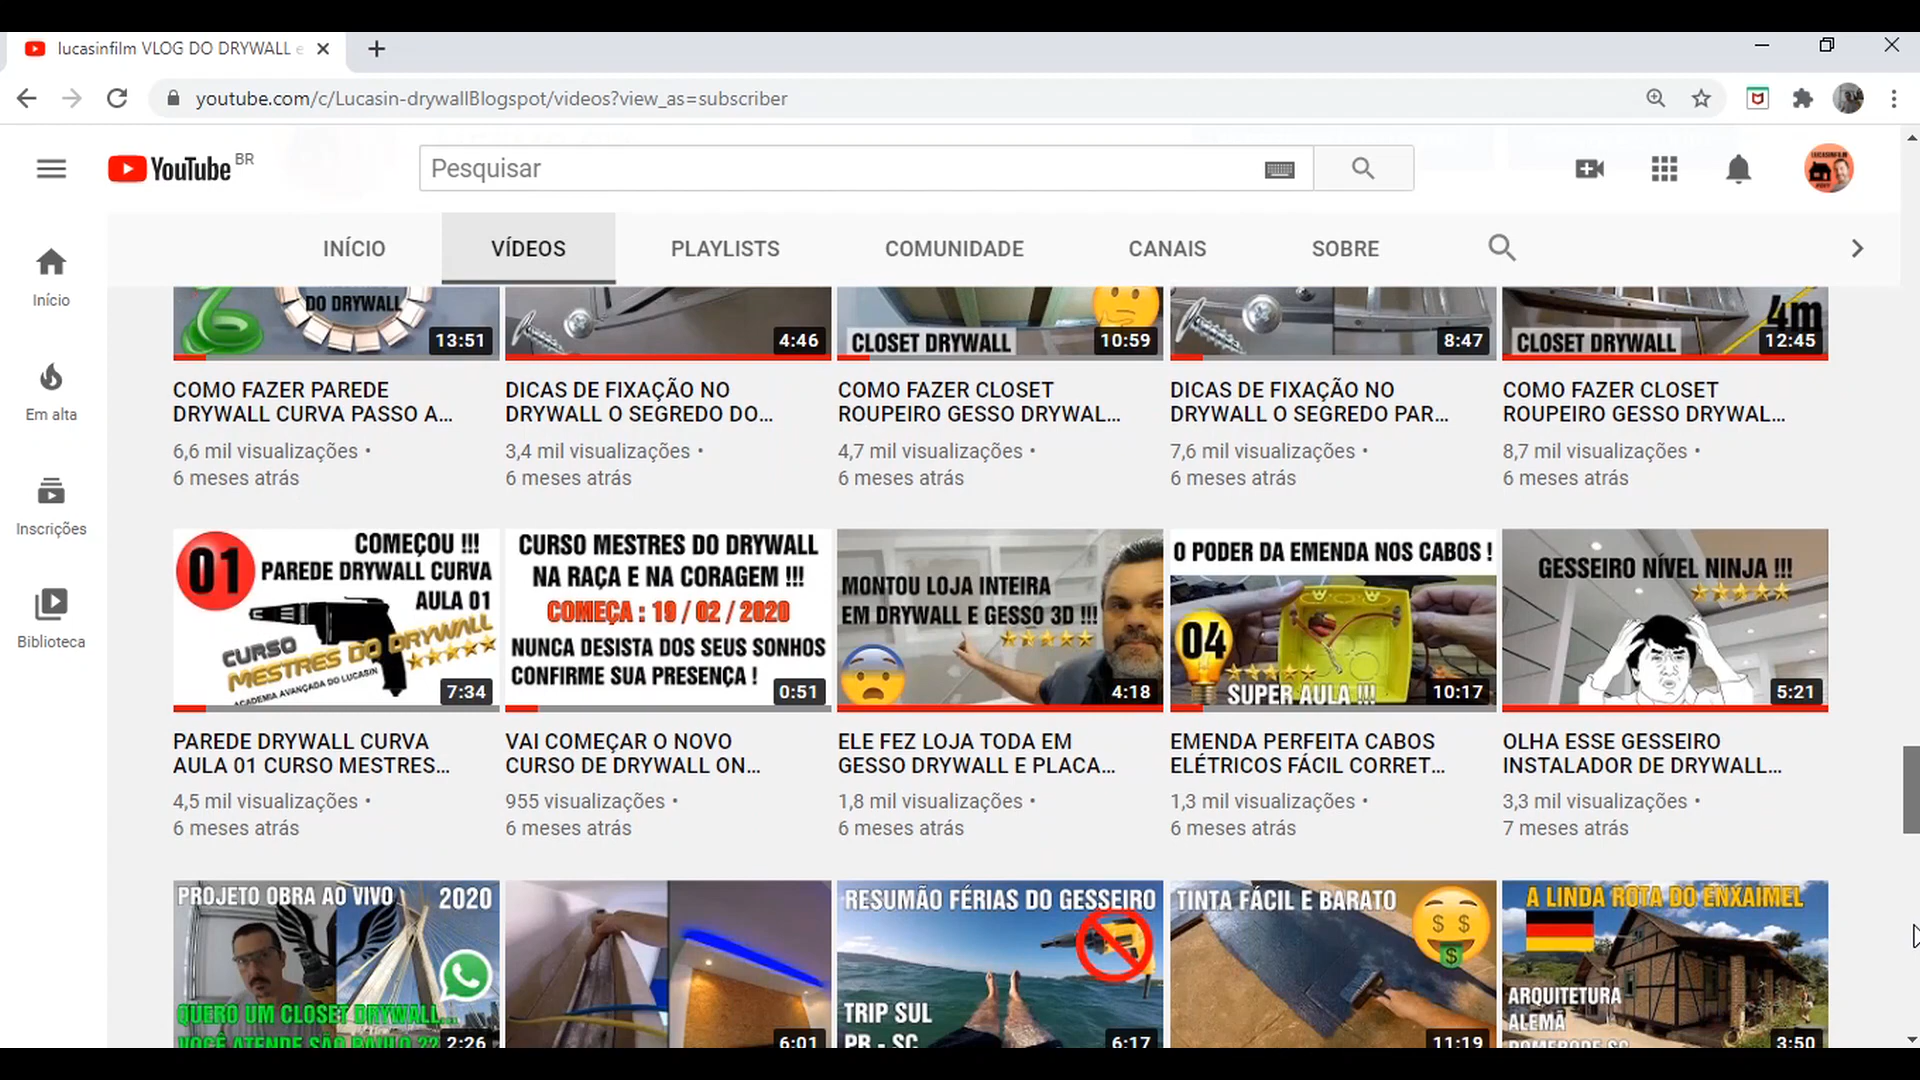 lucasinfilm VLOG DO DRYWALL e
youtube.com/c/Lucasin-drywallBlogspot/videos?view_as=subscriber
YouTube BR
Pesquisar
INÍCIO VÍDEOS PLAYLISTS COMUNIDADE CANAIS SOBRE
Início
Em alta
Inscrições
Biblioteca
DO DRYWALL
13:51
4:46
CLOSET DRYWALL
10:59
8:47
4m
CLOSET DRYWALL
12:45
COMO FAZER PAREDE
DRYWALL CURVA PASSO A...
6,6 mil visualizações •
6 meses atrás
DICAS DE FIXAÇÃO NO
DRYWALL O SEGREDO DO...
3,4 mil visualizações •
6 meses atrás
COMO FAZER CLOSET
ROUPEIRO GESSO DRYWAL...
4,7 mil visualizações •
6 meses atrás
DICAS DE FIXAÇÃO NO
DRYWALL O SEGREDO PAR...
7,6 mil visualizações •
6 meses atrás
COMO FAZER CLOSET
ROUPEIRO GESSO DRYWAL...
8,7 mil visualizações •
6 meses atrás
01
COMEÇOU !!!
PAREDE DRYWALL CURVA
AULA 01
CURSO
MESTRES DO DRYWALL
ACADEMIA AVANÇADA DO LUCASIN
7:34
CURSO MESTRES DO DRYWALL
NA RAÇA E NA CORAGEM !!!
COMEÇA : 19 / 02 / 2020
NUNCA DESISTA DOS SEUS SONHOS
CONFIRME SUA PRESENÇA !
0:51
MONTOU LOJA INTEIRA
EM DRYWALL E GESSO 3D !!!
4:18
O PODER DA EMENDA NOS CABOS !
04
SUPER AULA !!!
10:17
GESSEIRO NÍVEL NINJA !!!
5:21
PAREDE DRYWALL CURVA
AULA 01 CURSO MESTRES...
4,5 mil visualizações •
6 meses atrás
VAI COMEÇAR O NOVO
CURSO DE DRYWALL ON...
955 visualizações •
6 meses atrás
ELE FEZ LOJA TODA EM
GESSO DRYWALL E PLACA...
1,8 mil visualizações •
6 meses atrás
EMENDA PERFEITA CABOS
ELÉTRICOS FÁCIL CORRET...
1,3 mil visualizações •
6 meses atrás
OLHA ESSE GESSEIRO
INSTALADOR DE DRYWALL...
3,3 mil visualizações •
7 meses atrás
PROJETO OBRA AO VIVO 2020
QUERO UM CLOSET DRYWALL...
VOCÊ ATENDE SÃO PAULO ??
2:26
6:01
RESUMÃO FÉRIAS DO GESSEIRO
TRIP SUL
PR - SC
6:17
TINTA FÁCIL E BARATO
11:19
A LINDA ROTA DO ENXAIMEL
ARQUITETURA
ALEMÃ
POMERODE-SC
3:50